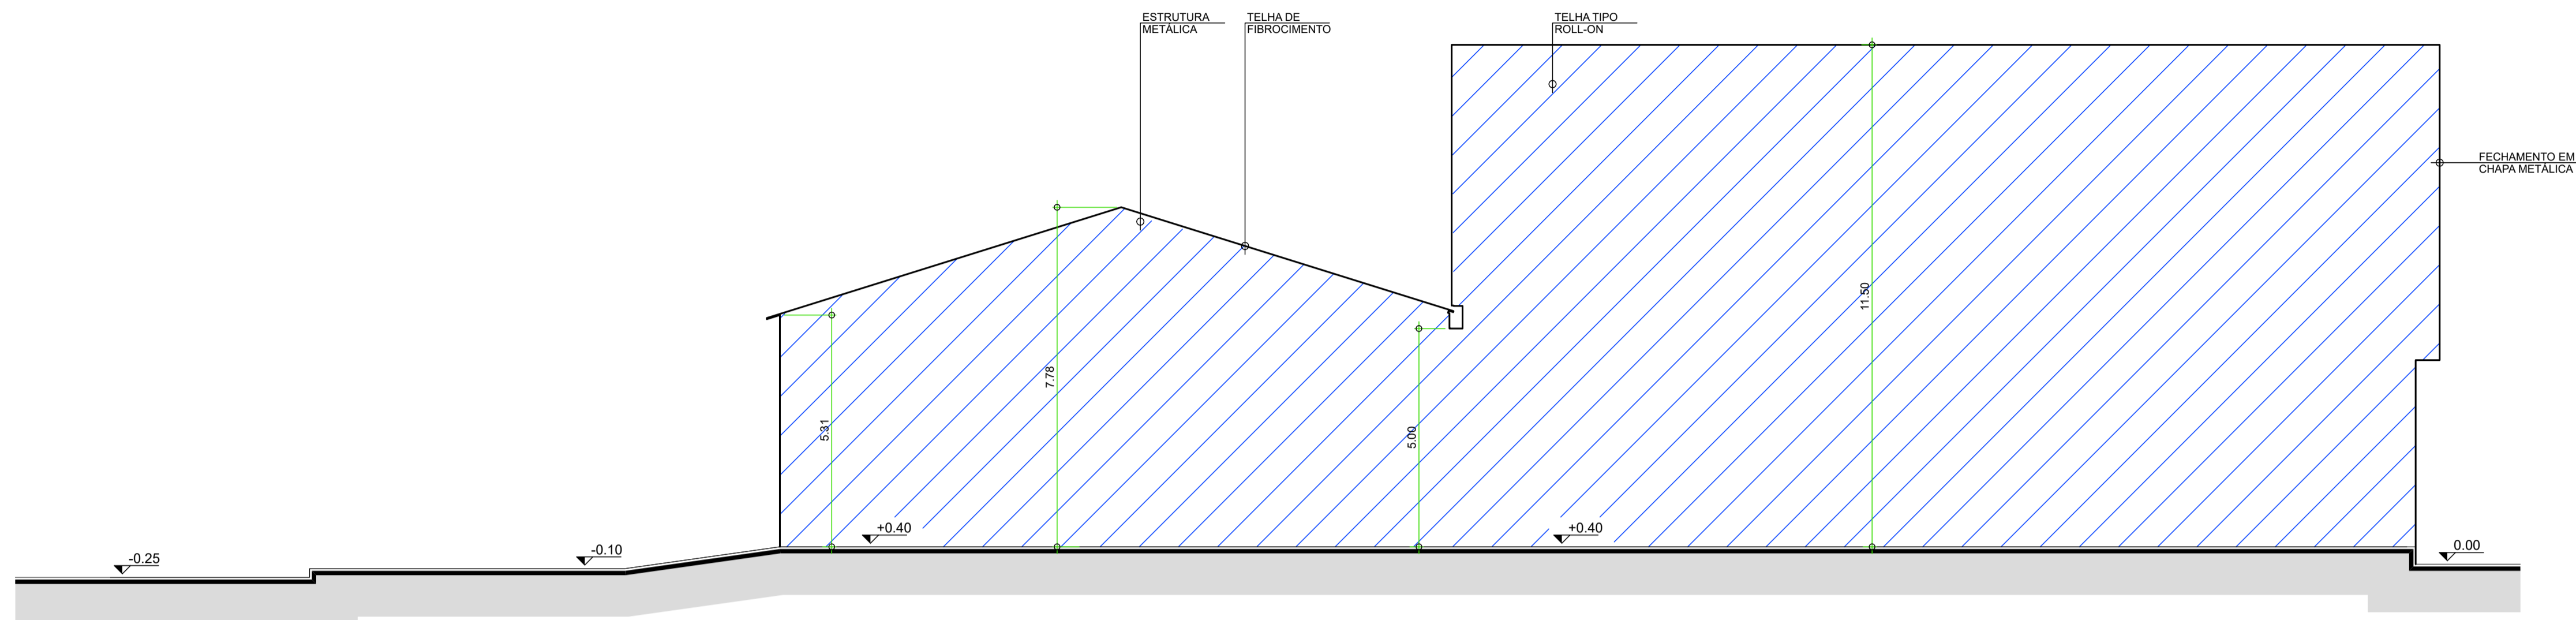 ESTRUTURA
METÁLICA
TELHA DE
FIBROCIMENTO
TELHA TIPO
ROLL-ON
FECHAMENTO EM
CHAPA METÁLICA
11.50
7.78
5.31
5.00
+0.40
+0.40
-0.25
-0.10
0.00